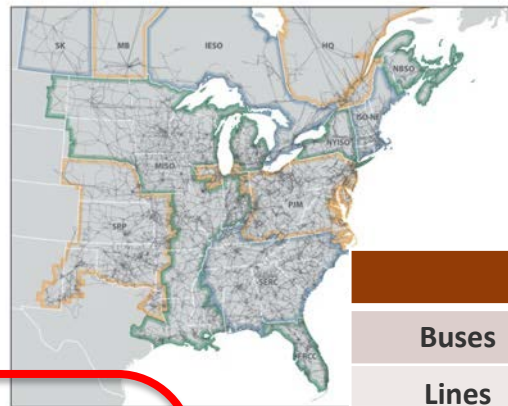 SK
MB
IESO
HQ
NBSO
ISO-NE
NYISO
MISO
PJM
SPP
SERC
FRCC
Buses
Lines